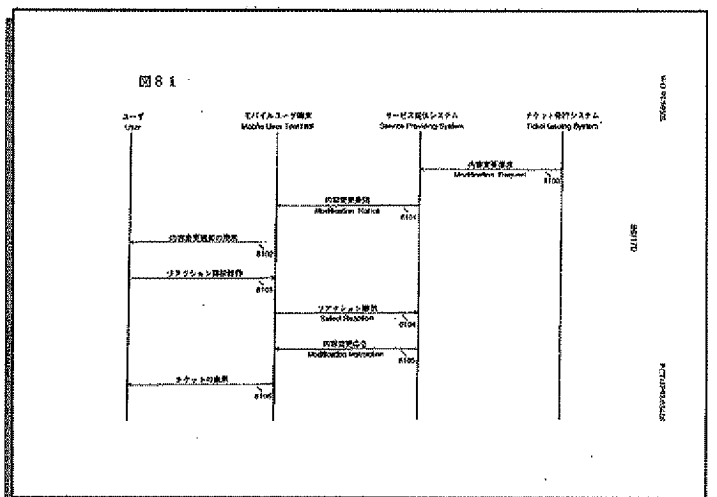 図81
ユーザ
User
モバイルユーザ端末
Mobile User Terminal
サービス提供システム
Service Providing System
チケット発行システム
Ticket Issuing System
内容変更要求
Modification Request
8100
内容変更通知
Modification Notice
8101
内容変更通知の表示
8102
リアクション選択操作
8103
リアクション選択
Select Reaction
8104
内容変更命令
Modification Instruction
8105
チケットの表示
8106